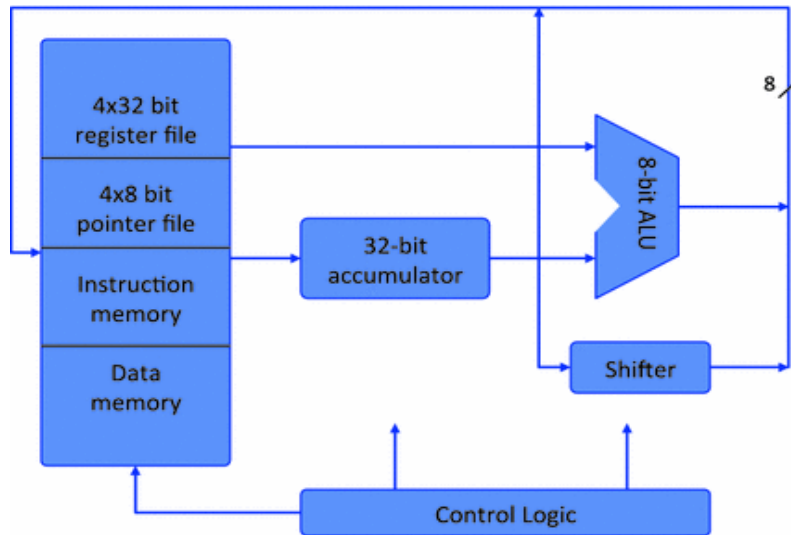 4x32 bit
register file
4x8 bit
pointer file
Instruction
memory
Data
memory
32-bit
accumulator
8-bit ALU
8
Shifter
Control Logic